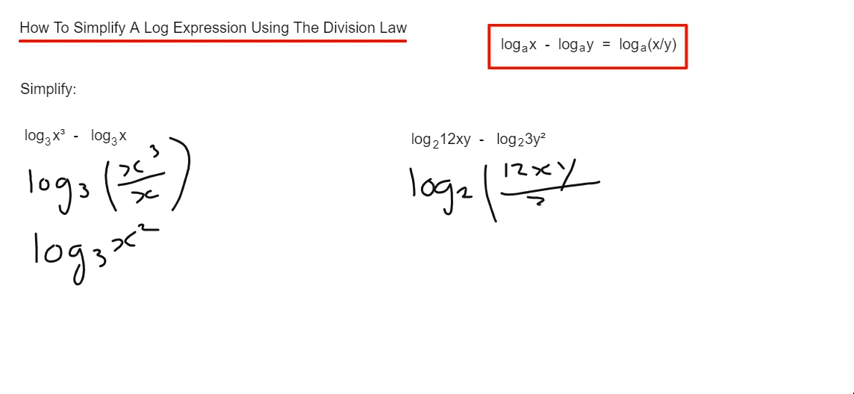 How To Simplify A Log Expression Using The Division Law
logₐx - logₐy = logₐ(x/y)
Simplify:
log₃x³ - log₃x
log₂12xy - log₂3y²
log₃(x³/x)
log₂(12xy/
log₃x²